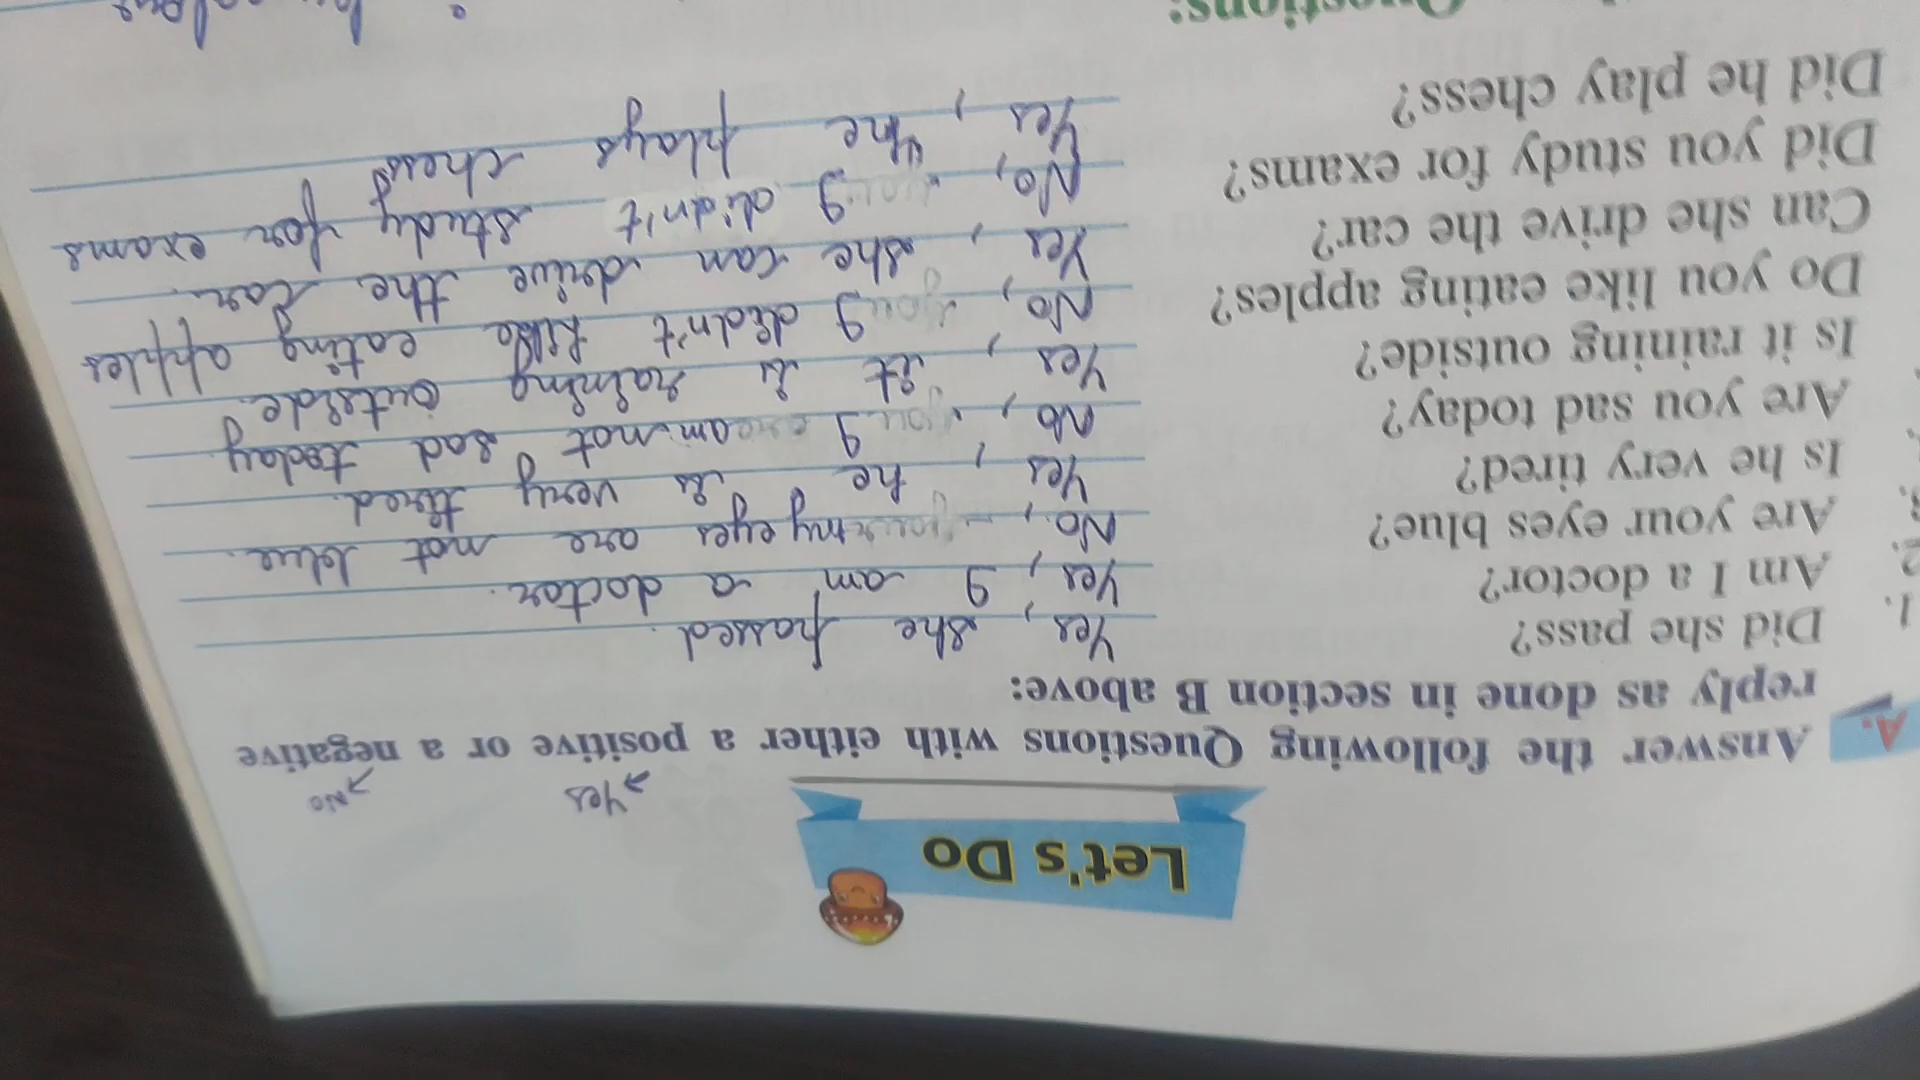 Let's Do
→Yes
→No
A. Answer the following Questions with either a positive or a negative
reply as done in section B above:
1. Did she pass? Yes, she passed.
2. Am I a doctor? Yes, I am a doctor.
3. Are your eyes blue? No, my eyes are not blue.
Is he very tired? Yes, he is very tired.
Are you sad today? No, I am not sad today.
Is it raining outside? Yes, it is raining outside.
Do you like eating apples? No, I didn't like eating apples
Can she drive the car? Yes, she can drive the car.
Did you study for exams? No, I didn't study for exams
Did he play chess? Yes, he plays chess
Questions: